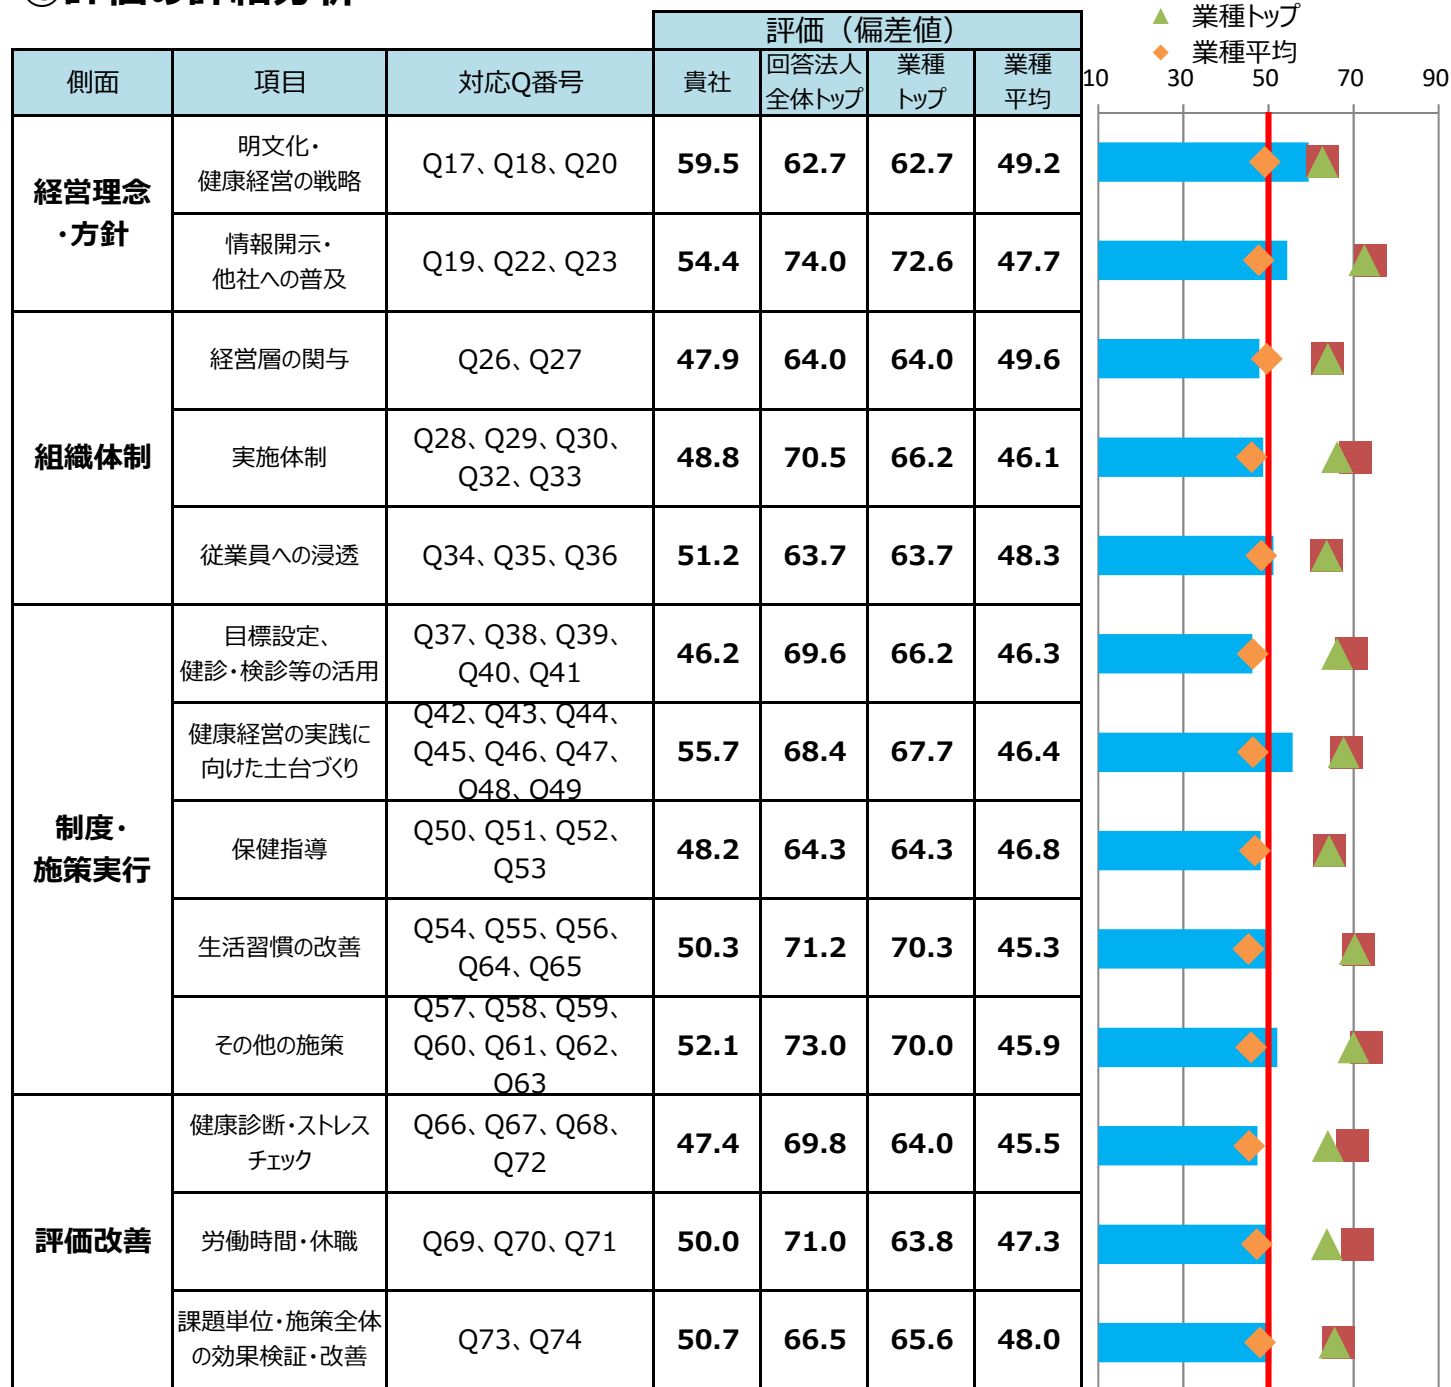 ①評価の詳細分析
▲ 業種トップ
◆ 業種平均
評価（偏差値）
側面 項目 対応Q番号 貴社 回答法人全体トップ 業種トップ 業種平均
10 30 50 70 90
経営理念・方針
明文化・健康経営の戦略 Q17、Q18、Q20 59.5 62.7 62.7 49.2
情報開示・他社への普及 Q19、Q22、Q23 54.4 74.0 72.6 47.7
組織体制
経営層の関与 Q26、Q27 47.9 64.0 64.0 49.6
実施体制 Q28、Q29、Q30、Q32、Q33 48.8 70.5 66.2 46.1
従業員への浸透 Q34、Q35、Q36 51.2 63.7 63.7 48.3
制度・施策実行
目標設定、健診・検診等の活用 Q37、Q38、Q39、Q40、Q41 46.2 69.6 66.2 46.3
健康経営の実践に向けた土台づくり Q42、Q43、Q44、Q45、Q46、Q47、Q48、Q49 55.7 68.4 67.7 46.4
保健指導 Q50、Q51、Q52、Q53 48.2 64.3 64.3 46.8
生活習慣の改善 Q54、Q55、Q56、Q64、Q65 50.3 71.2 70.3 45.3
その他の施策 Q57、Q58、Q59、Q60、Q61、Q62、Q63 52.1 73.0 70.0 45.9
評価改善
健康診断・ストレスチェック Q66、Q67、Q68、Q72 47.4 69.8 64.0 45.5
労働時間・休職 Q69、Q70、Q71 50.0 71.0 63.8 47.3
課題単位・施策全体の効果検証・改善 Q73、Q74 50.7 66.5 65.6 48.0